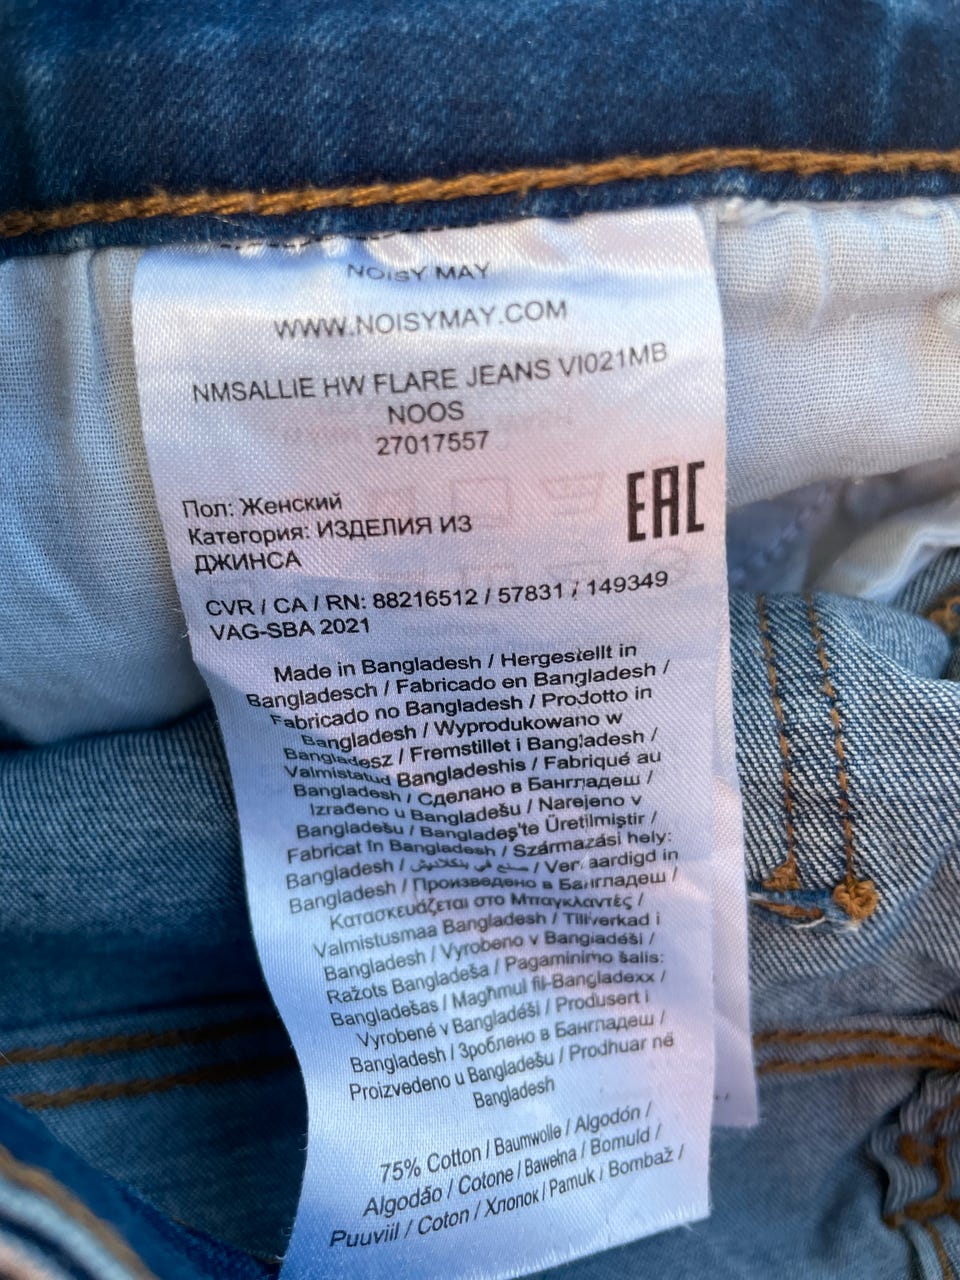 NOISY MAY
WWW.NOISYMAY.COM
NMSALLIE HW FLARE JEANS VI021MB
NOOS
27017557
EAC
Пол: Женский
Категория: ИЗДЕЛИЯ ИЗ
ДЖИНСА
CVR / CA / RN: 88216512 / 57831 / 149349
VAG-SBA 2021
Made in Bangladesh / Hergestellt in
Bangladesch / Fabricado en Bangladesh /
Fabricado no Bangladesh / Prodotto in
Bangladesh / Wyprodukowano w
Bangladesz / Fremstillet i Bangladesh /
Valmistatud Bangladeshis / Fabriqué au
Bangladesh / Сделано в Бангладеш /
Izrađeno u Bangladešu / Narejeno v
Bangladešu / Bangladeş'te Üretilmiştir /
Fabricat în Bangladesh / Származási hely:
Bangladesh / صنع في بنكلاديش / Vervaardigd in
Bangladesh / Произведено в Бангладеш /
Κατασκευάζεται στο Μπαγκλαντές /
Valmistusmaa Bangladesh / Tillverkad i
Bangladesh / Vyrobeno v Bangladéši /
Ražots Bangladeša / Pagaminimo šalis:
Bangladešas / Magħmul fil-Bangladexx /
Vyrobené v Bangladéši / Produsert i
Bangladesh / Зроблено в Бангладеш /
Proizvedeno u Bangladešu / Prodhuar në
Bangladesh
75% Cotton / Baumwolle / Algodón /
Algodão / Cotone / Bawełna / Bomuld /
Puuviil / Coton / Хлопок / Pamuk / Bombaž /